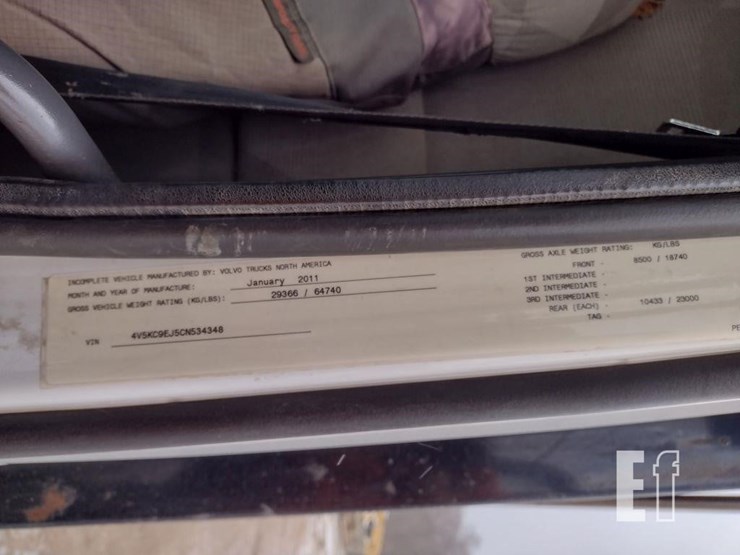 INCOMPLETE VEHICLE MANUFACTURED BY: VOLVO TRUCKS NORTH AMERICA
MONTH AND YEAR OF MANUFACTURE: January 2011
GROSS VEHICLE WEIGHT RATING (KG/LBS): 29366 / 64740
VIN 4V5KC9EJ5CN534348
GROSS AXLE WEIGHT RATING: KG/LBS
FRONT - 8500 / 18740
1ST INTERMEDIATE -
2ND INTERMEDIATE -
3RD INTERMEDIATE -
REAR (EACH) - 10433 / 23000
TAG -
PE
Ef